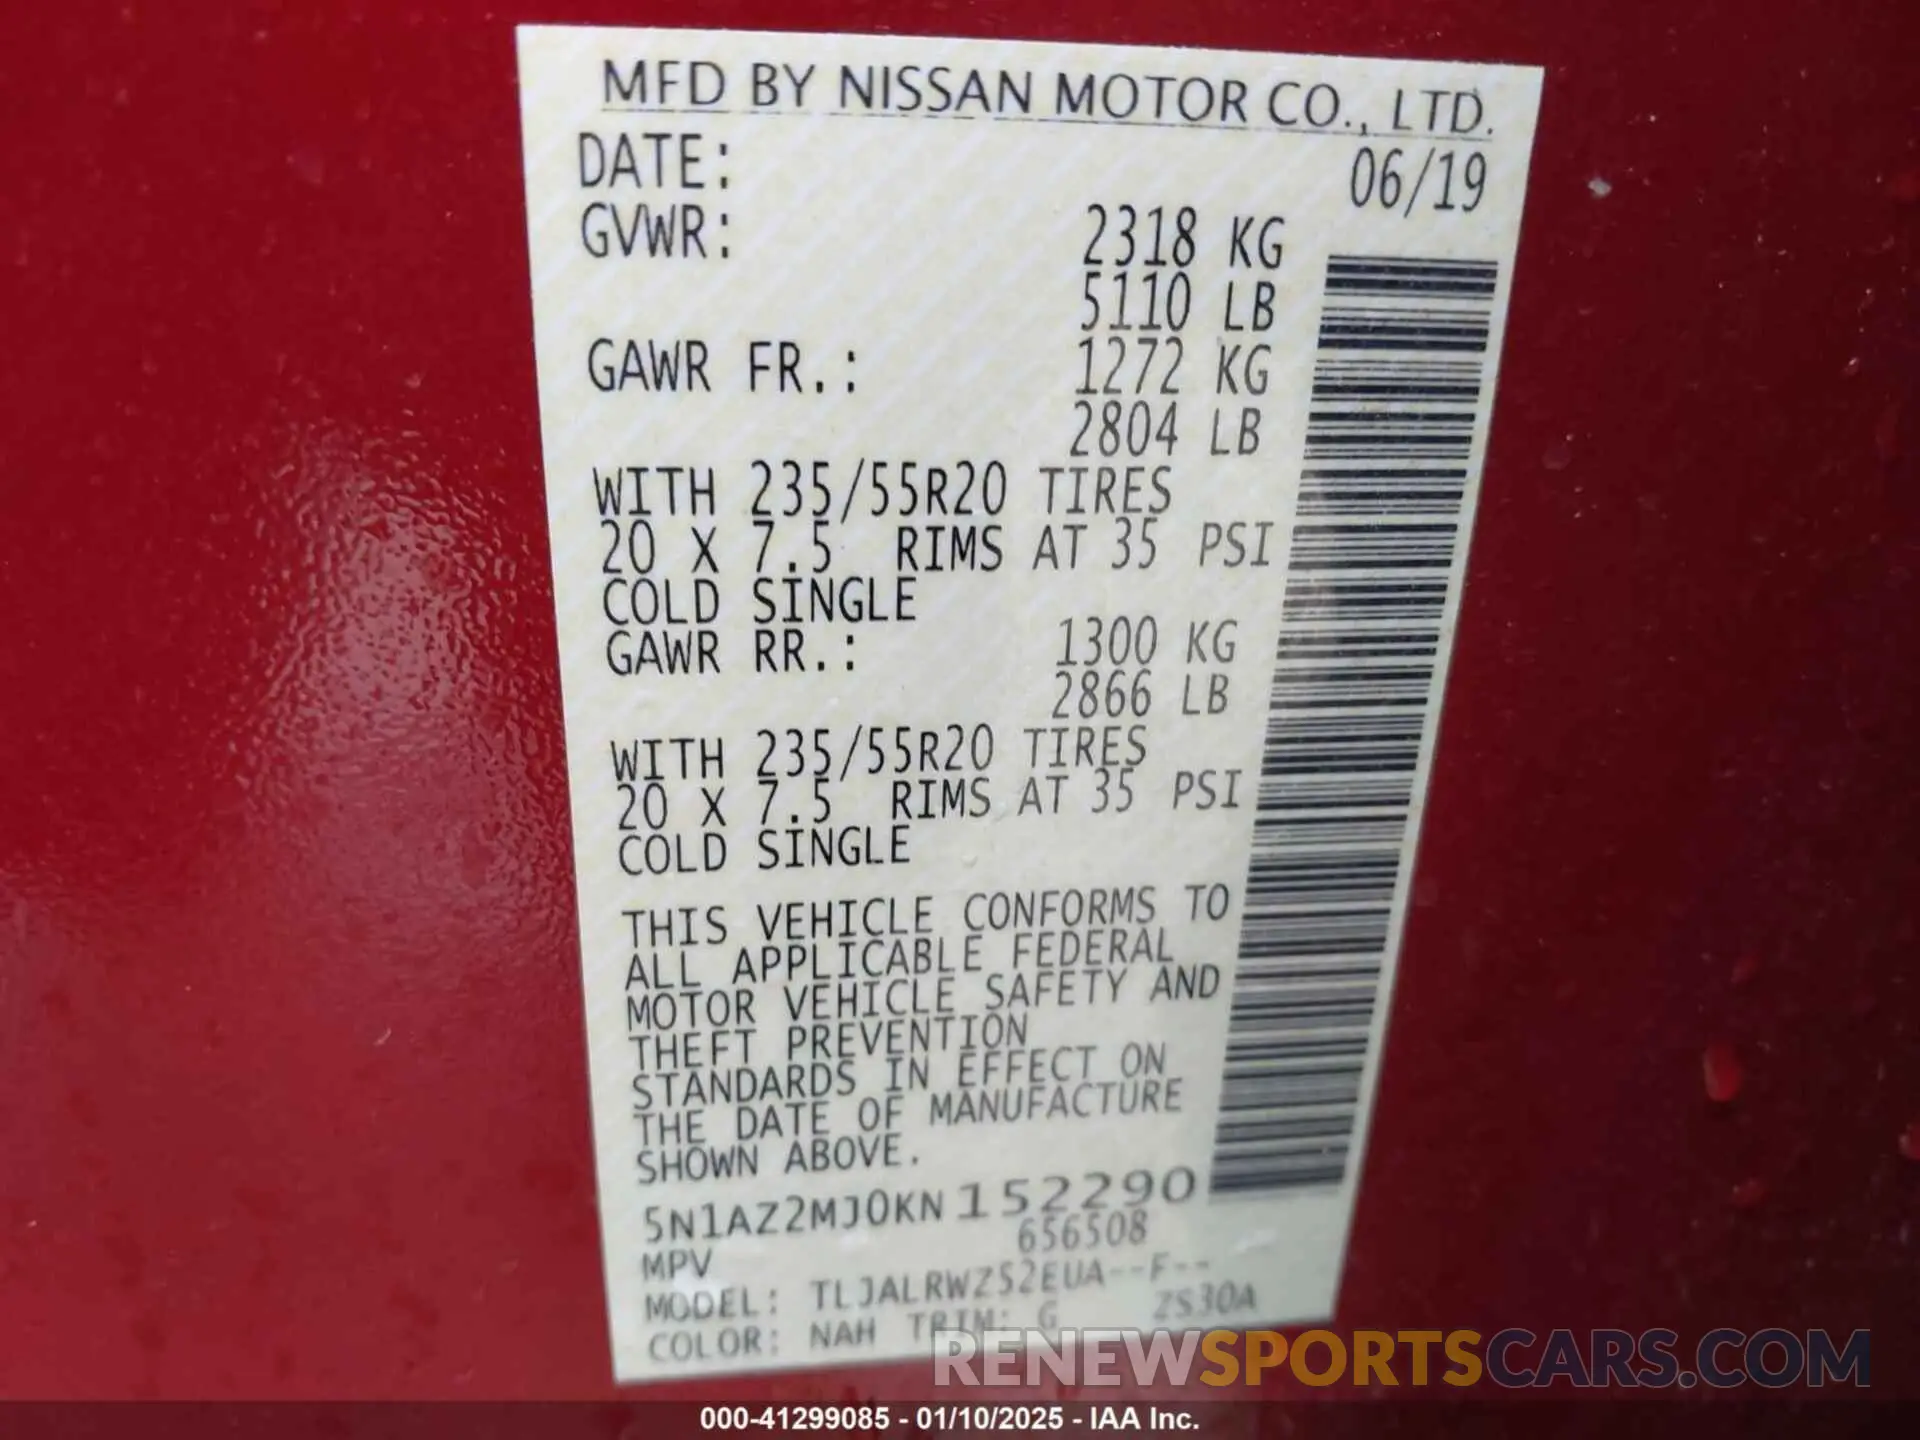 MFD BY NISSAN MOTOR CO., LTD.
DATE: 06/19
GVWR: 2318 KG
5110 LB
GAWR FR.: 1272 KG
2804 LB
WITH 235/55R20 TIRES
20 X 7.5 RIMS AT 35 PSI
COLD SINGLE
GAWR RR.: 1300 KG
2866 LB
WITH 235/55R20 TIRES
20 X 7.5 RIMS AT 35 PSI
COLD SINGLE
THIS VEHICLE CONFORMS TO
ALL APPLICABLE FEDERAL
MOTOR VEHICLE SAFETY AND
THEFT PREVENTION
STANDARDS IN EFFECT ON
THE DATE OF MANUFACTURE
SHOWN ABOVE.
5N1AZ2MJ0KN152290
656508
MPV
MODEL: TLJALRWZ52EUA--F--
COLOR: NAH TRIM: G ZS30A
RENEWSPORTSCARS.COM
000-41299085 - 01/10/2025 - IAA Inc.